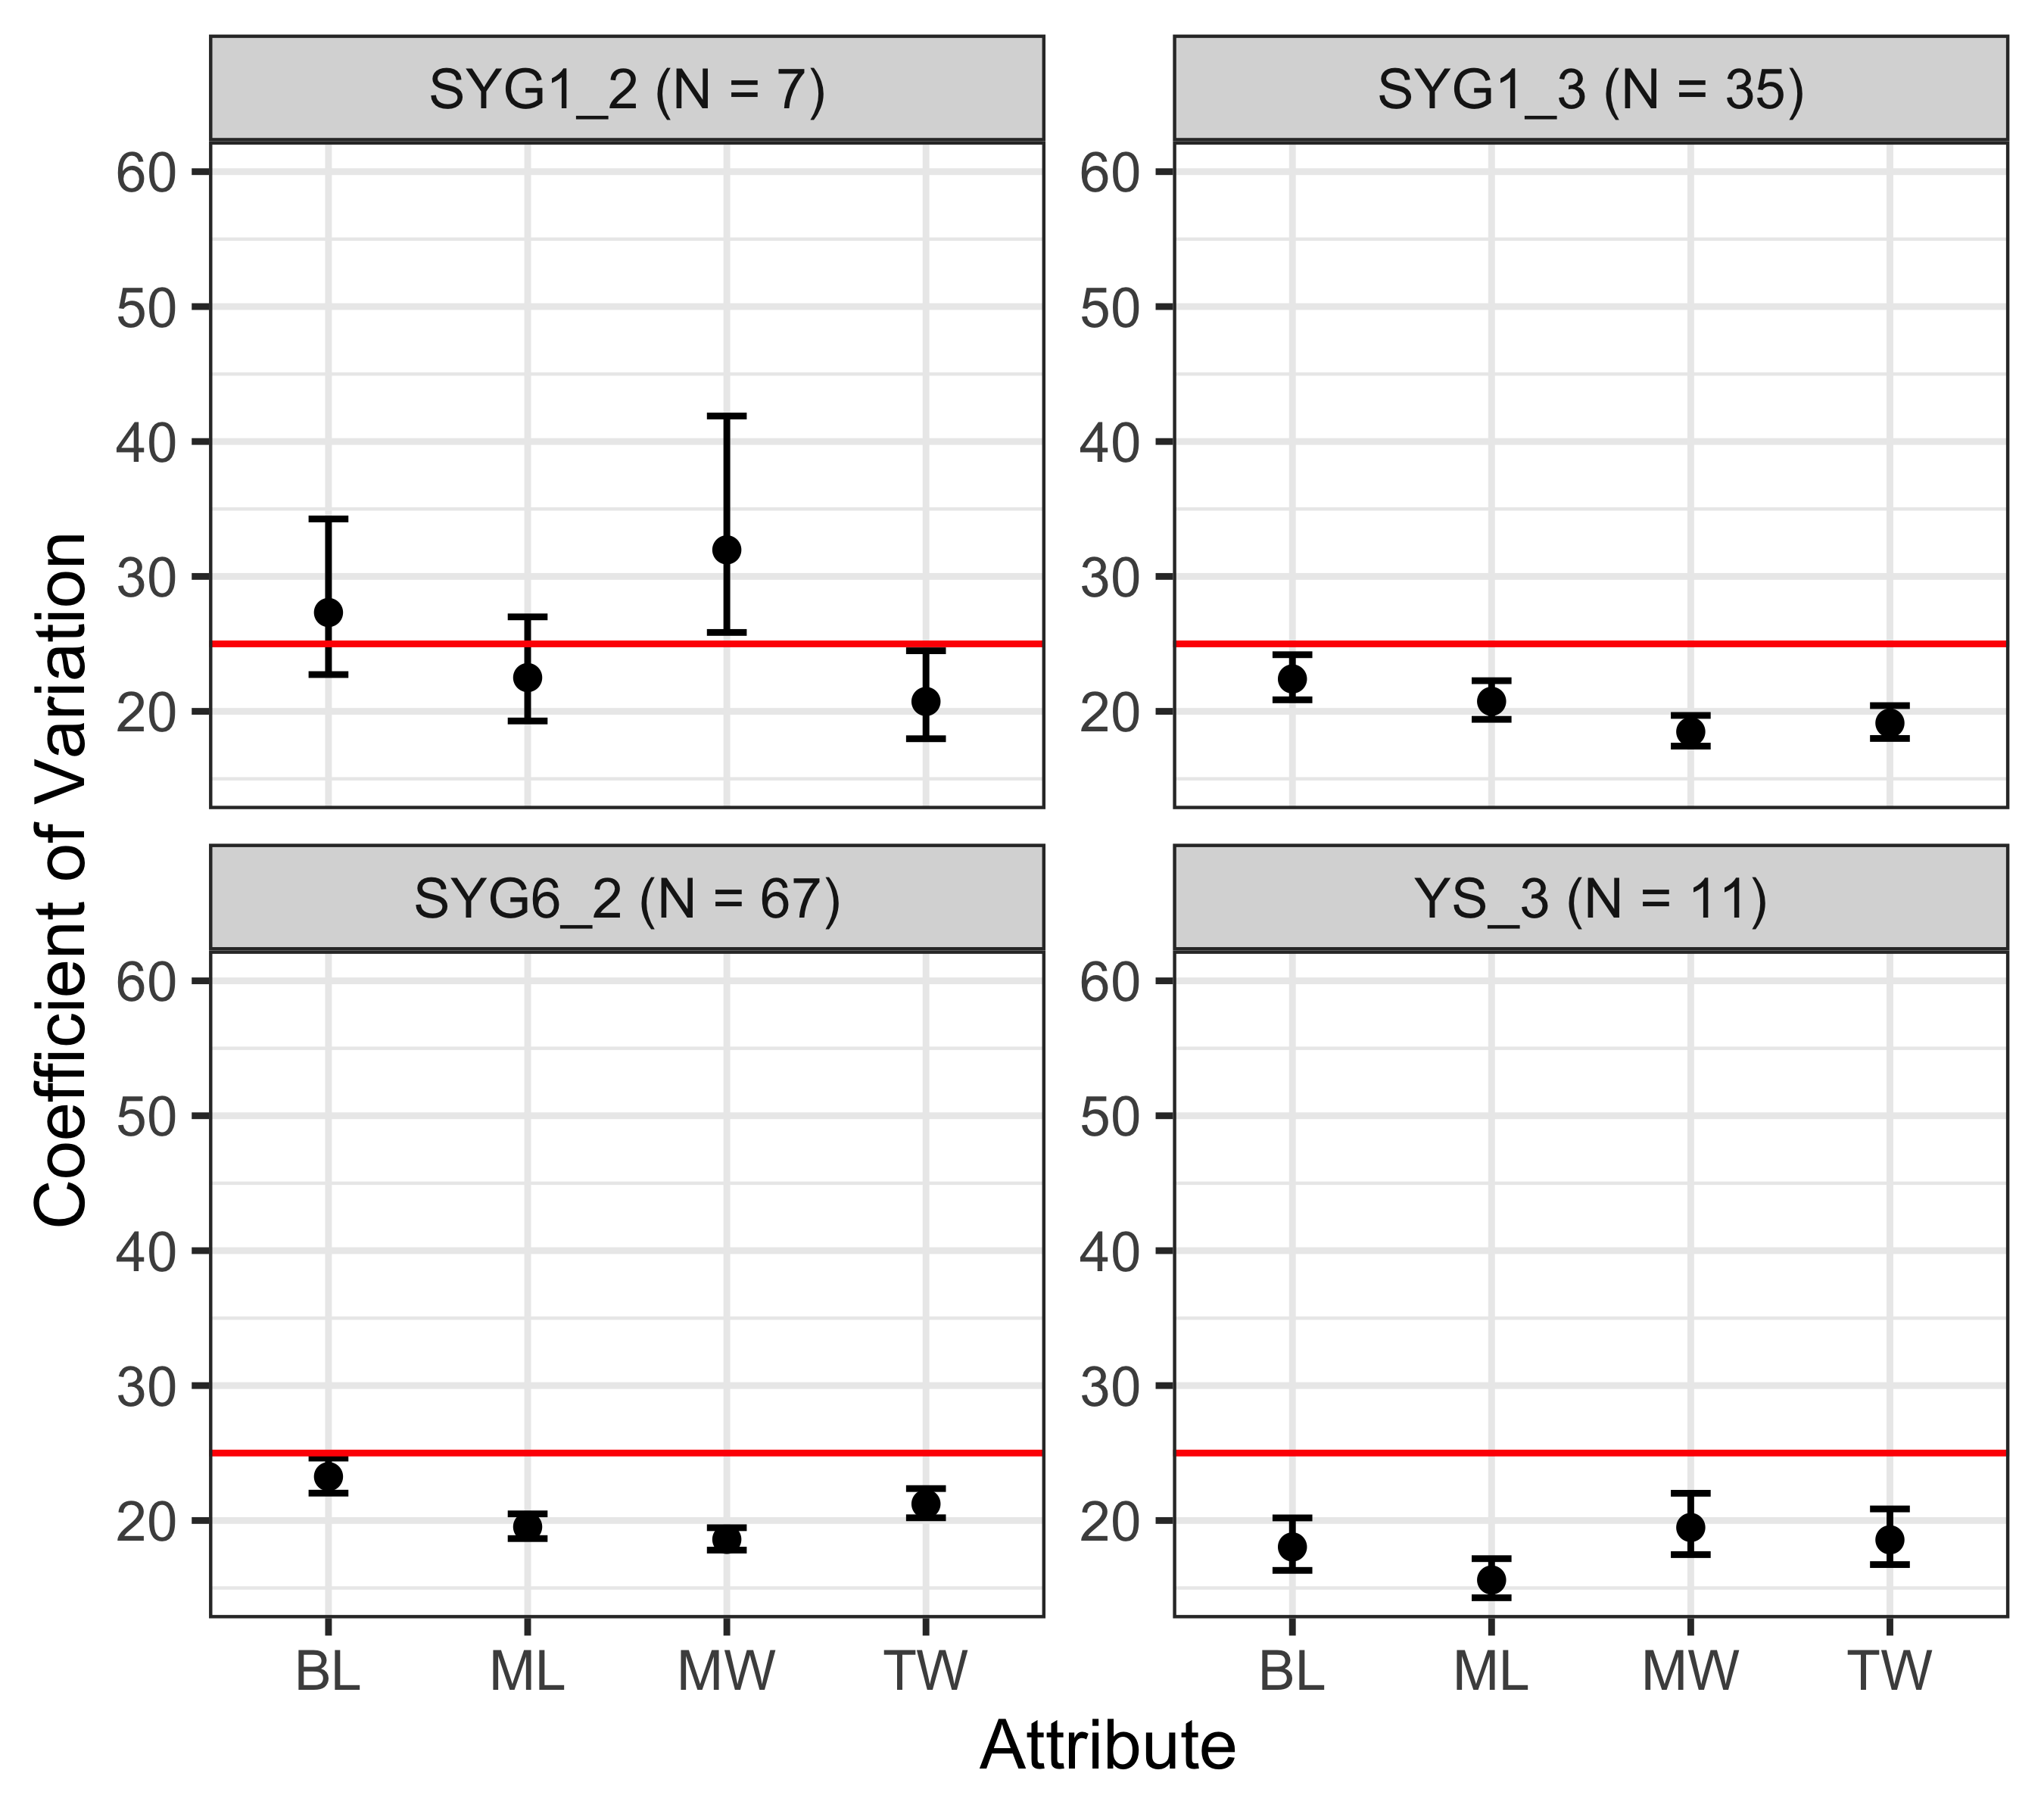 SYG1_2 (N = 7)
SYG1_3 (N = 35)
60
50
40
30
20
60
50
40
30
20
SYG6_2 (N = 67)
YS_3 (N = 11)
60
50
40
30
20
60
50
40
30
20
BL ML MW TW
BL ML MW TW
Attribute
Coefficient of Variation